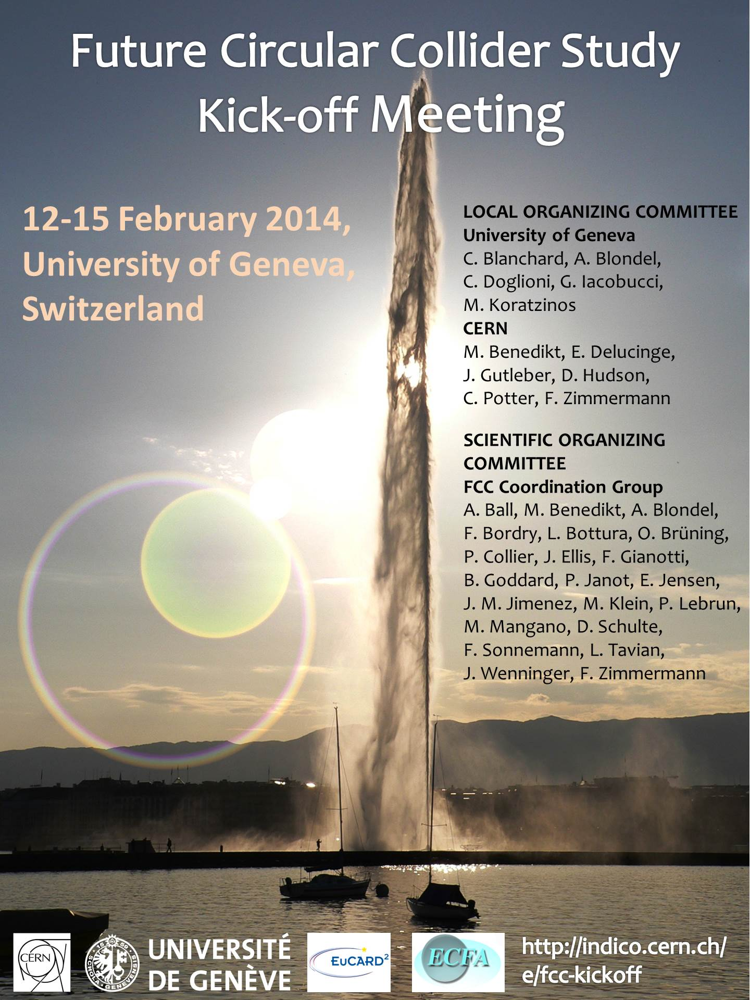 Future Circular Collider Study
Kick-off Meeting
12-15 February 2014,
University of Geneva,
Switzerland
LOCAL ORGANIZING COMMITTEE
University of Geneva
C. Blanchard, A. Blondel,
C. Doglioni, G. Iacobucci,
M. Koratzinos
CERN
M. Benedikt, E. Delucinge,
J. Gutleber, D. Hudson,
C. Potter, F. Zimmermann
SCIENTIFIC ORGANIZING
COMMITTEE
FCC Coordination Group
A. Ball, M. Benedikt, A. Blondel,
F. Bordry, L. Bottura, O. Brüning,
P. Collier, J. Ellis, F. Gianotti,
B. Goddard, P. Janot, E. Jensen,
J. M. Jimenez, M. Klein, P. Lebrun,
M. Mangano, D. Schulte,
F. Sonnemann, L. Tavian,
J. Wenninger, F. Zimmermann
CERN
1559
SCHOLA GENEVENSIS
UNIVERSITÉ
DE GENÈVE
EuCARD²
ECFA
http://indico.cern.ch/
e/fcc-kickoff